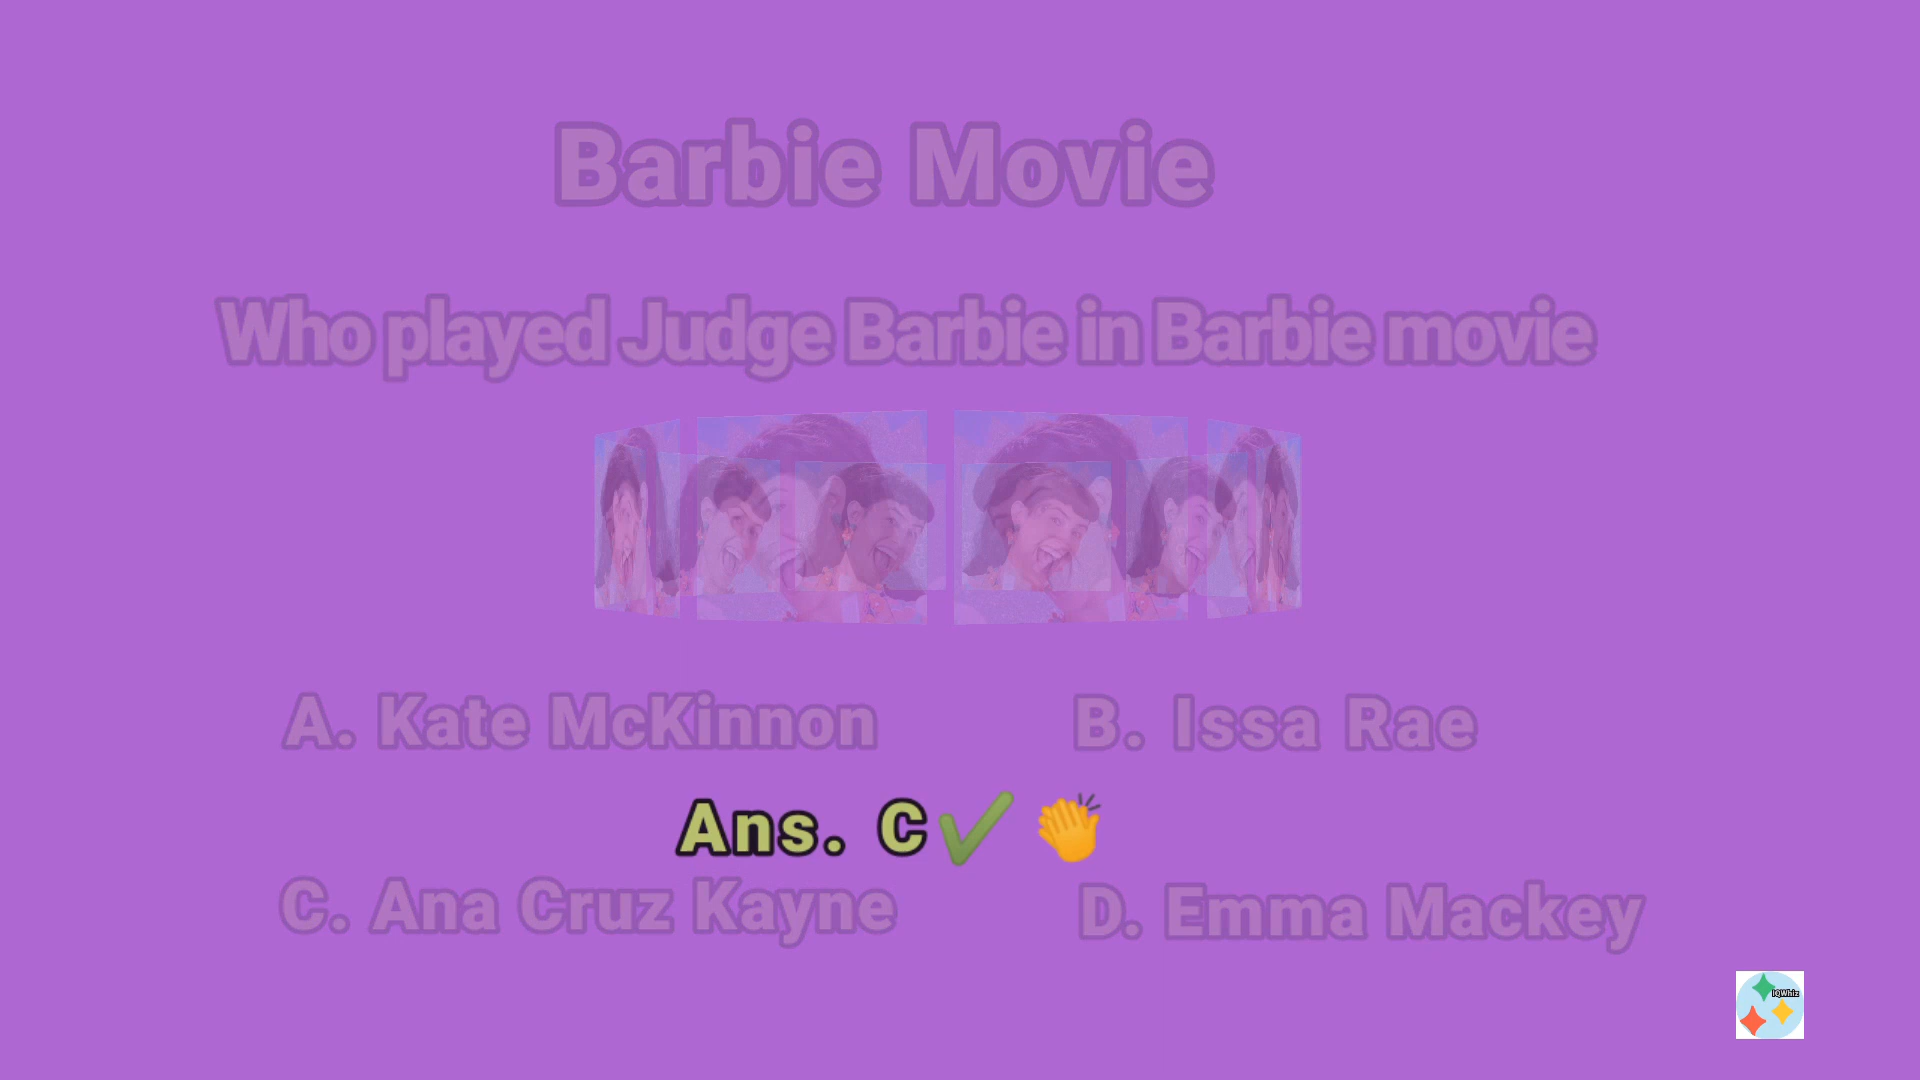 Barbie Movie
Who played Judge Barbie in Barbie movie
A. Kate McKinnon
B. Issa Rae
Ans. C✔️ 👏
C. Ana Cruz Kayne
D. Emma Mackey
IQWhiz